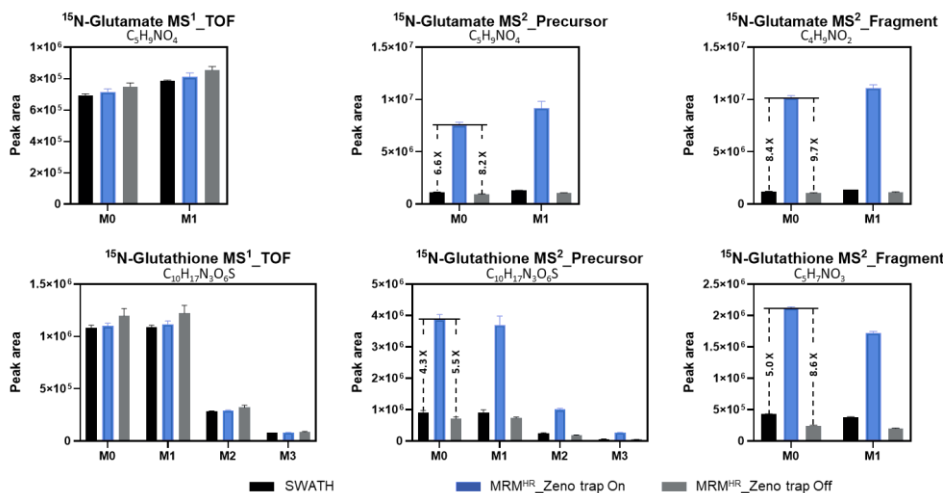 ¹⁵N-Glutamate MS¹_TOF
C₅H₉NO₄
Peak area
1×10⁶
8×10⁵
6×10⁵
4×10⁵
2×10⁵
0
M0 M1
¹⁵N-Glutamate MS²_Precursor
C₅H₉NO₄
Peak area
1.5×10⁷
1×10⁷
5×10⁶
0
6.6 X
8.2 X
M0 M1
¹⁵N-Glutamate MS²_Fragment
C₄H₉NO₂
Peak area
1.5×10⁷
1×10⁷
5×10⁶
0
8.4 X
9.7 X
M0 M1
¹⁵N-Glutathione MS¹_TOF
C₁₀H₁₇N₃O₆S
Peak area
1.5×10⁶
1×10⁶
5×10⁵
0
M0 M1 M2 M3
¹⁵N-Glutathione MS²_Precursor
C₁₀H₁₇N₃O₆S
Peak area
5×10⁶
4×10⁶
3×10⁶
2×10⁶
1×10⁶
0
4.3 X
5.5 X
M0 M1 M2 M3
¹⁵N-Glutathione MS²_Fragment
C₅H₇NO₃
Peak area
2.5×10⁶
2×10⁶
1.5×10⁶
1×10⁶
5×10⁵
0
5.0 X
8.6 X
M0 M1
SWATH MRMᴴᴿ_Zeno trap On MRMᴴᴿ_Zeno trap Off